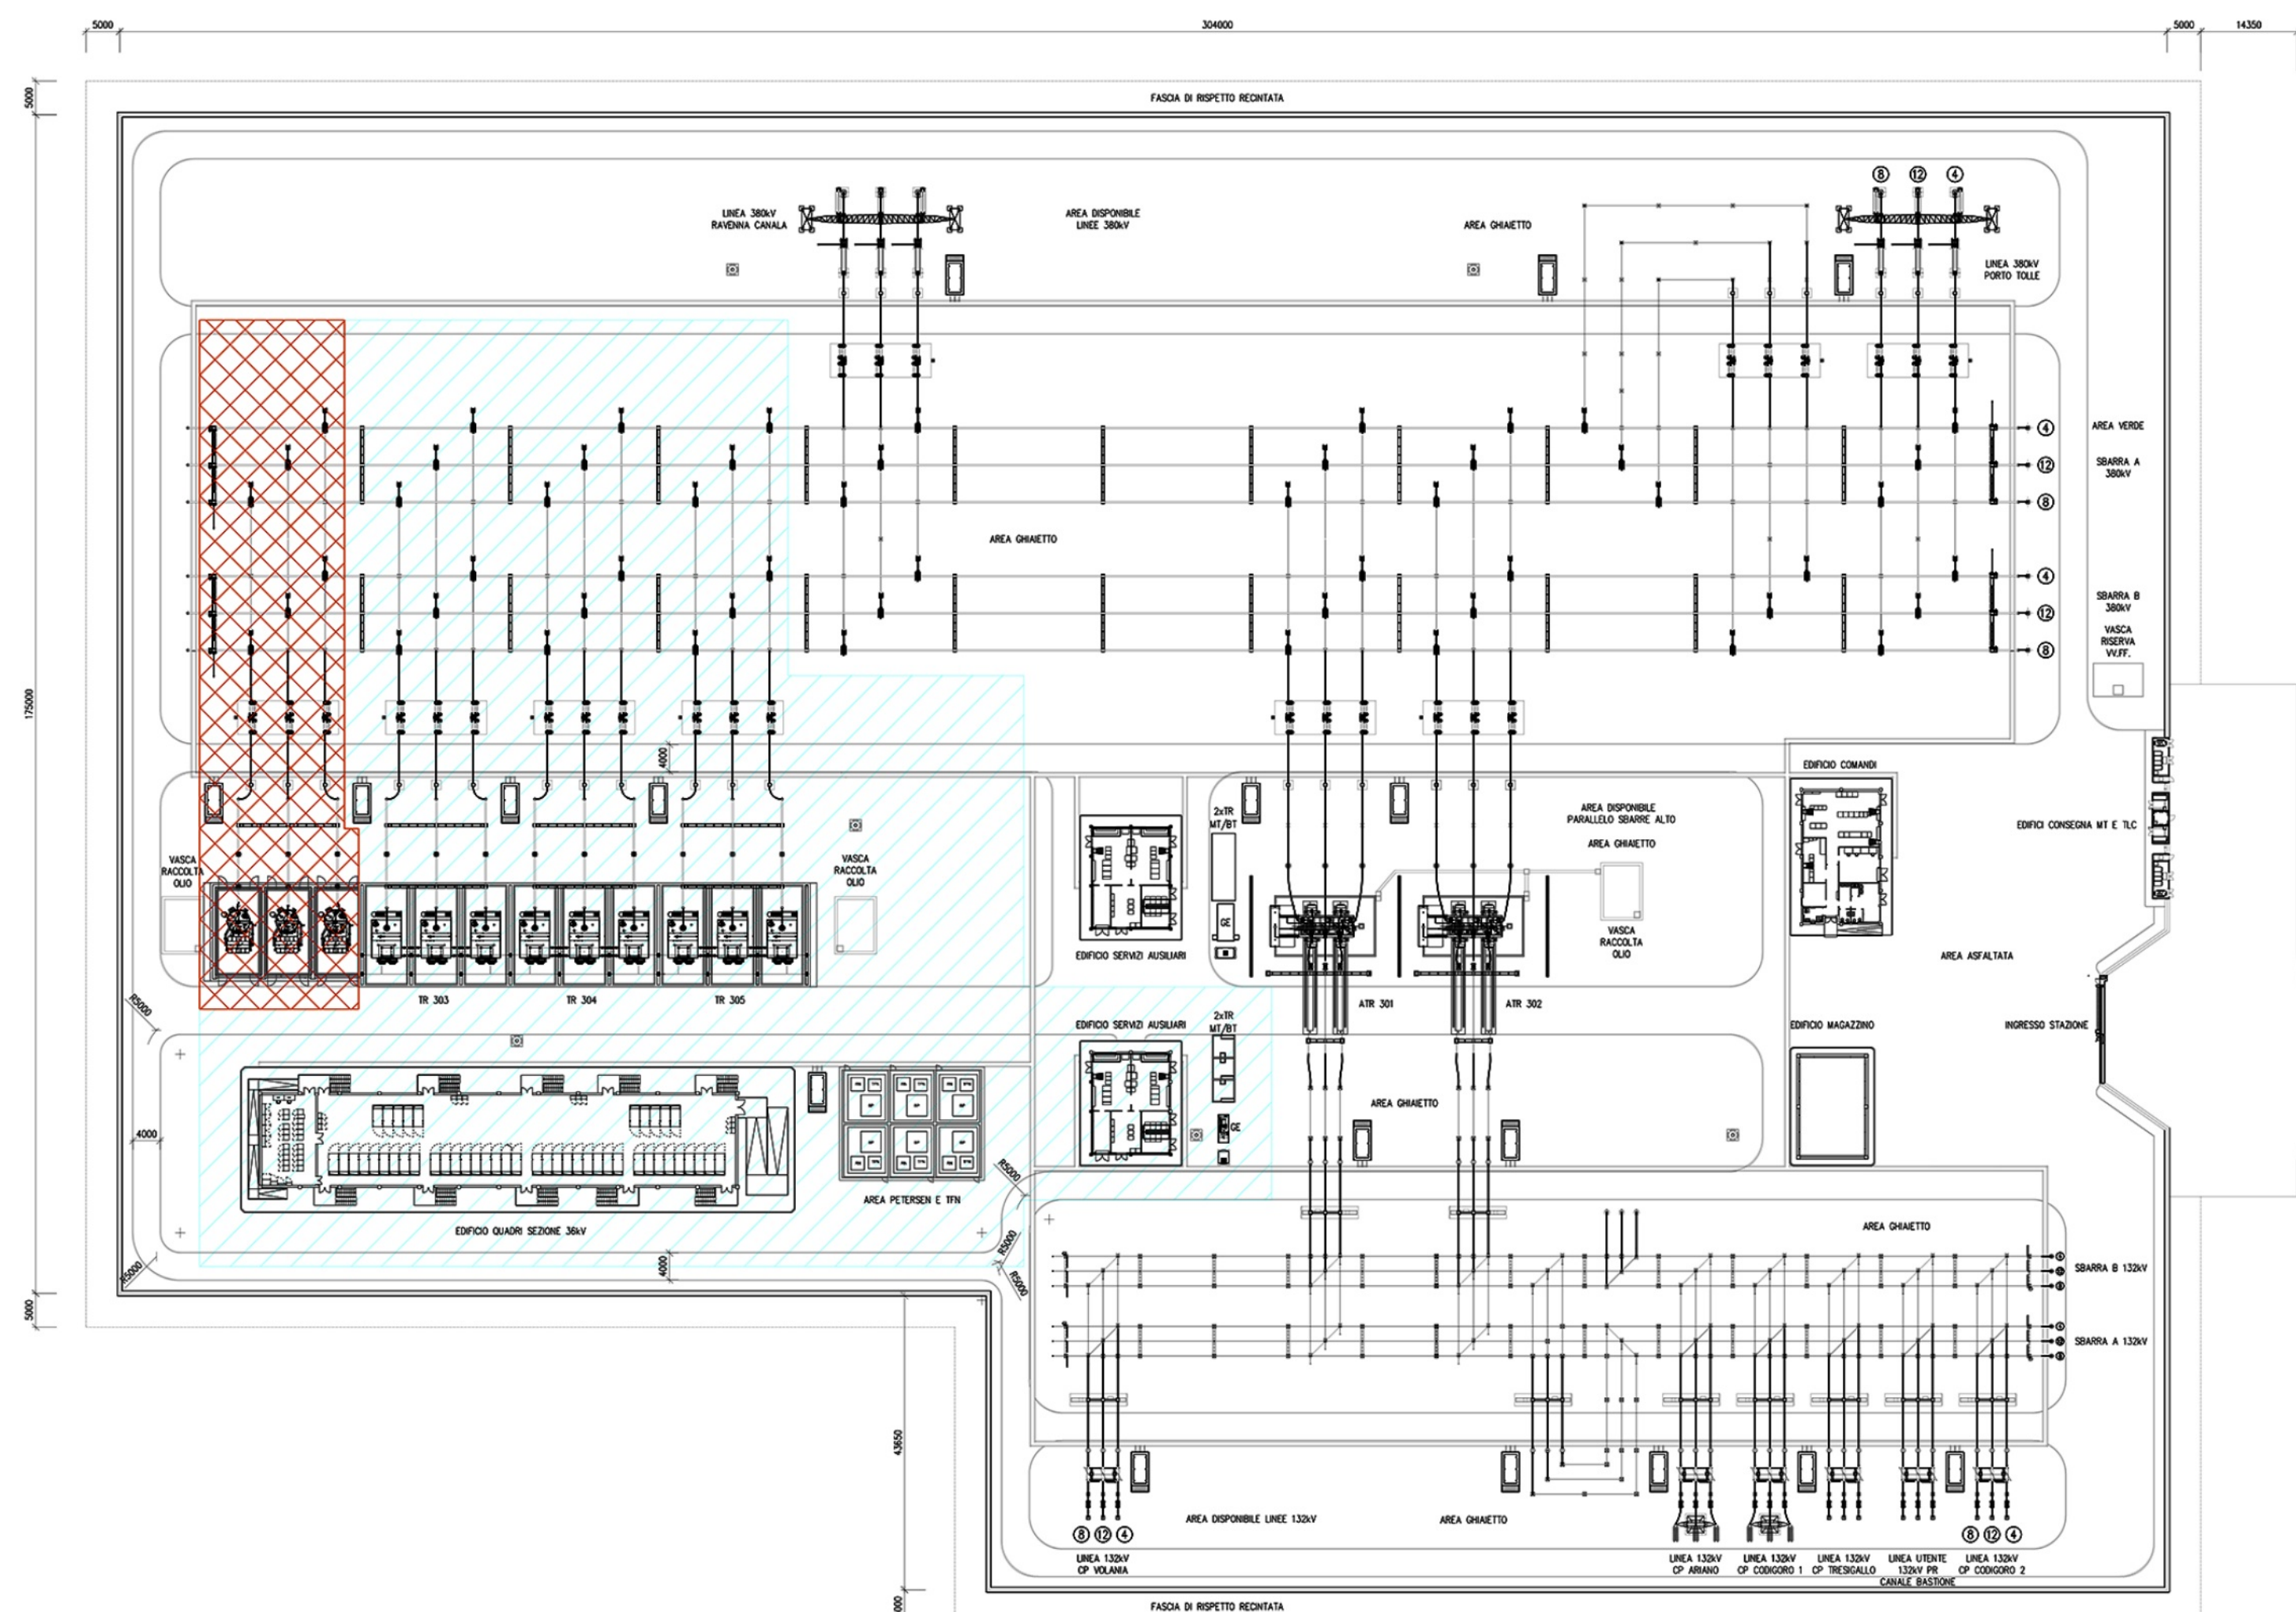 5000
304000
5000
14350
5000
FASCIA DI RISPETTO RECINTATA
8
12
4
LINEA 380kV
RAVENNA CANALA
AREA DISPONIBILE
LINEE 380kV
AREA GHIAIETTO
LINEA 380kV
PORTO TOLLE
4
AREA VERDE
12
SBARRA A
380kV
8
AREA GHIAIETTO
4
SBARRA B
380kV
12
VASCA
RISERVA
VV.FF.
8
175000
4000
EDIFICIO COMANDI
2xTR
MT/BT
AREA DISPONIBILE
PARALLELO SBARRE ALTO
AREA GHIAIETTO
EDIFICI CONSEGNA MT E TLC
VASCA
RACCOLTA
OLIO
VASCA
RACCOLTA
OLIO
GE
VASCA
RACCOLTA
OLIO
EDIFICIO SERVIZI AUSILIARI
AREA ASFALTATA
TR 303
TR 304
TR 305
ATR 301
ATR 302
R5000
EDIFICIO SERVIZI AUSILIARI
2xTR
MT/BT
EDIFICIO MAGAZZINO
INGRESSO STAZIONE
AREA GHIAIETTO
GE
4000
R5000
AREA PETERSEN E TFN
EDIFICIO QUADRI SEZIONE 36kV
AREA GHIAIETTO
R5000
4000
R5000
R5000
SBARRA B 132kV
5000
SBARRA A 132kV
43650
AREA DISPONIBILE LINEE 132kV
AREA GHIAIETTO
8
12
4
8
12
4
LINEA 132kV
CP VOLANIA
LINEA 132kV
CP ARIANO
LINEA 132kV
CP CODIGORO 1
LINEA 132kV
CP TRESIGALLO
LINEA UTENTE
132kV PR
LINEA 132kV
CP CODIGORO 2
CANALE BASTIONE
FASCIA DI RISPETTO RECINTATA